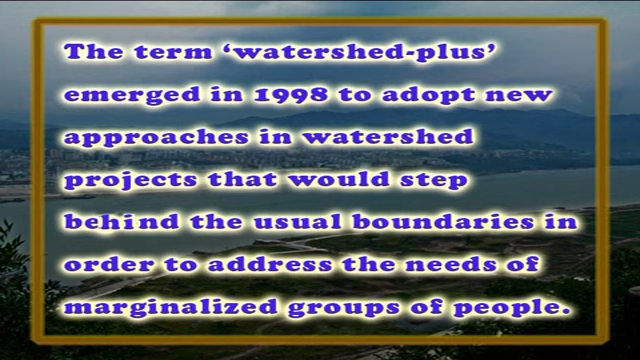 The term ‘watershed-plus’
emerged in 1998 to adopt new
approaches in watershed
projects that would step
behind the usual boundaries in
order to address the needs of
marginalized groups of people.